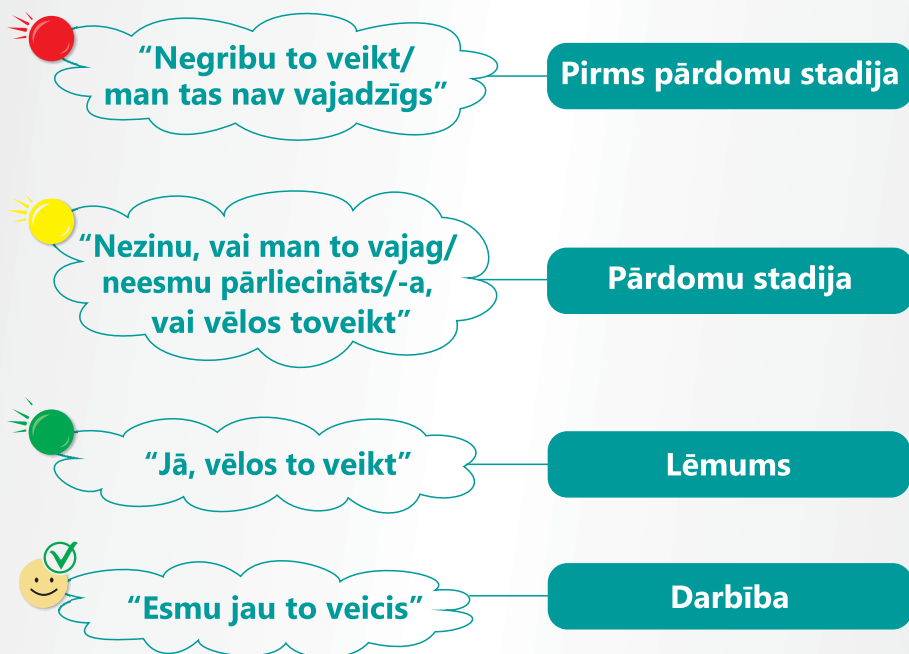 “Negribu to veikt/
man tas nav vajadzīgs”
Pirms pārdomu stadija
“Nezinu, vai man to vajag/
neesmu pārliecināts/-a,
vai vēlos toveikt”
Pārdomu stadija
“Jā, vēlos to veikt”
Lēmums
“Esmu jau to veicis”
Darbība